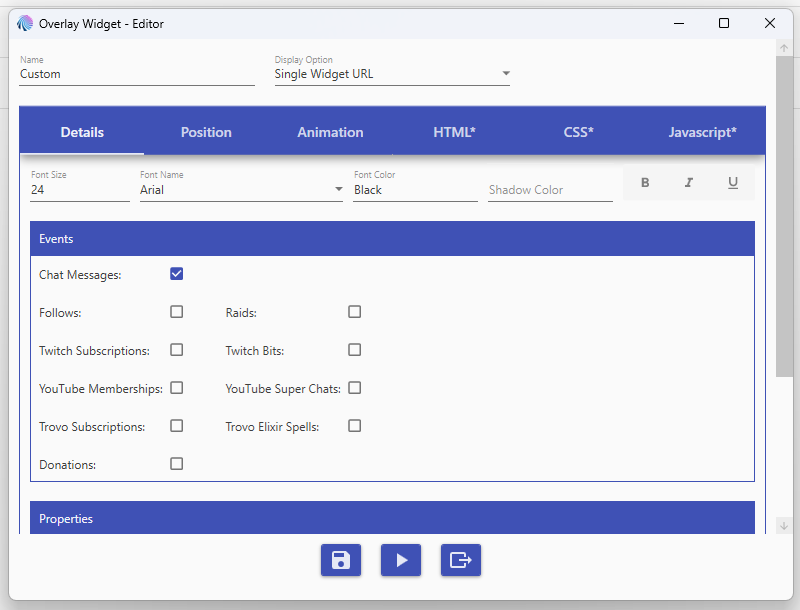 Overlay Widget - Editor
Name
Display Option
Custom
Single Widget URL
Details
Position
Animation
HTML*
CSS*
Javascript*
Font Size
Font Name
Font Color
24
Arial
Black
Shadow Color
B
I
U
Events
Chat Messages:
Follows:
Raids:
Twitch Subscriptions:
Twitch Bits:
YouTube Memberships:
YouTube Super Chats:
Trovo Subscriptions:
Trovo Elixir Spells:
Donations:
Properties